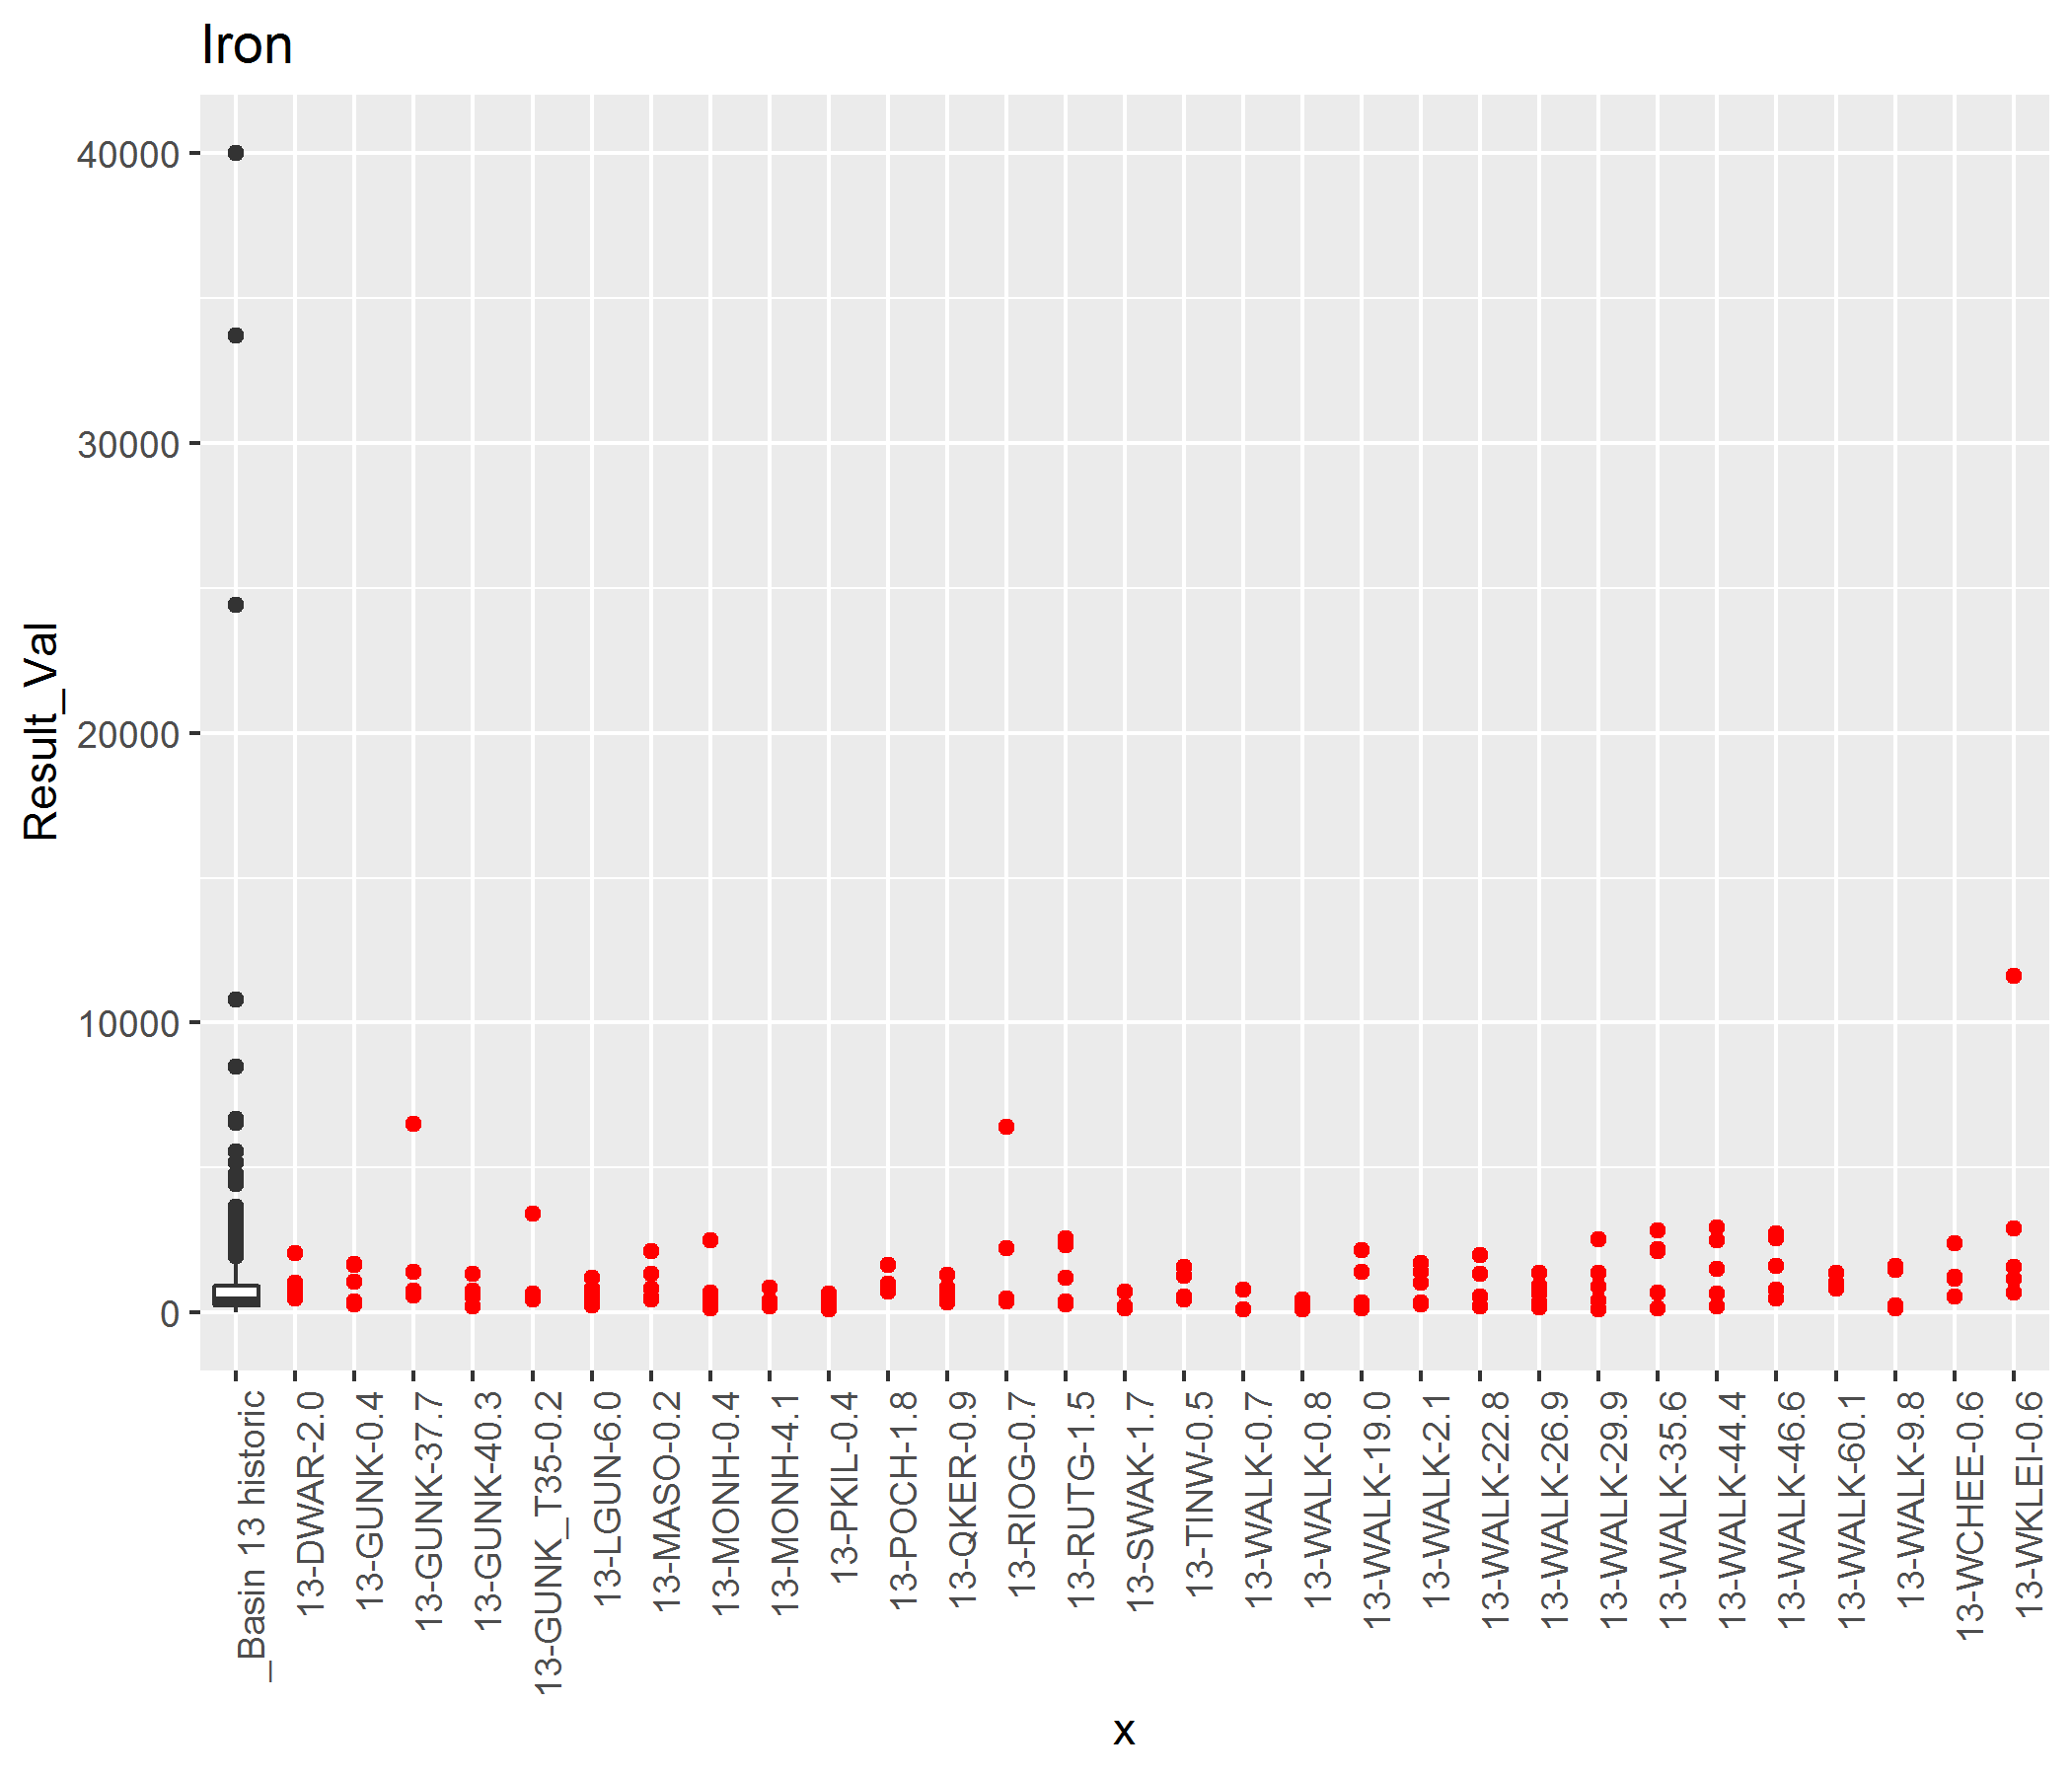 Iron
Result_Val
40000
30000
20000
10000
0
_Basin 13 historic
13-DWAR-2.0
13-GUNK-0.4
13-GUNK-37.7
13-GUNK-40.3
13-GUNK_T35-0.2
13-LGUN-6.0
13-MASO-0.2
13-MONH-0.4
13-MONH-4.1
13-PKIL-0.4
13-POCH-1.8
13-QKER-0.9
13-RIOG-0.7
13-RUTG-1.5
13-SWAK-1.7
13-TINW-0.5
13-WALK-0.7
13-WALK-0.8
13-WALK-19.0
13-WALK-2.1
13-WALK-22.8
13-WALK-26.9
13-WALK-29.9
13-WALK-35.6
13-WALK-44.4
13-WALK-46.6
13-WALK-60.1
13-WALK-9.8
13-WCHEE-0.6
13-WKLEI-0.6
x